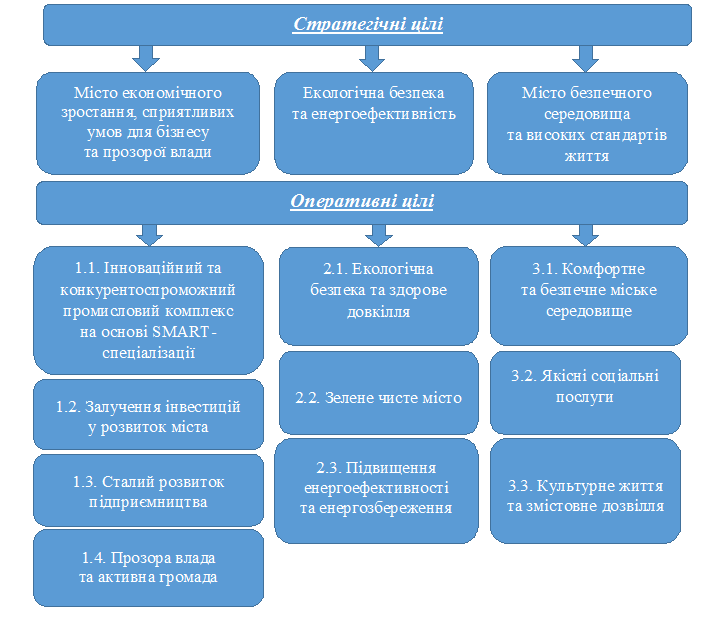 Стратегічні цілі
Місто економічного
зростання, сприятливих
умов для бізнесу
та прозорої влади
Екологічна безпека
та енергоефективність
Місто безпечного
середовища
та високих стандартів
життя
Оперативні цілі
1.1. Інноваційний та
конкурентоспроможний
промисловий комплекс
на основі SMART -
спеціалізації
1.2. Залучення інвестицій
у розвиток міста
1.3. Сталий розвиток
підприємництва
1.4. Прозора влада
та активна громада
2.1. Екологічна
безпека та здорове
довкілля
2.2. Зелене чисте місто
2.3. Підвищення
енергоефективності
та енергозбереження
3.1. Комфортне
та безпечне міське
середовище
3.2. Якісні соціальні
послуги
3.3. Культурне життя
та змістовне дозвілля